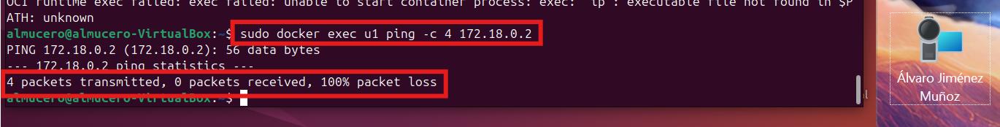 OCI runtime exec failed: exec failed: unable to start container process: exec: "ip": executable file not found in $P
ATH: unknown
almucero@almucero-VirtualBox:~$ sudo docker exec u1 ping -c 4 172.18.0.2
PING 172.18.0.2 (172.18.0.2): 56 data bytes
--- 172.18.0.2 ping statistics ---
4 packets transmitted, 0 packets received, 100% packet loss
almucero@almucero-VirtualBox:~$
Álvaro Jiménez
Muñoz